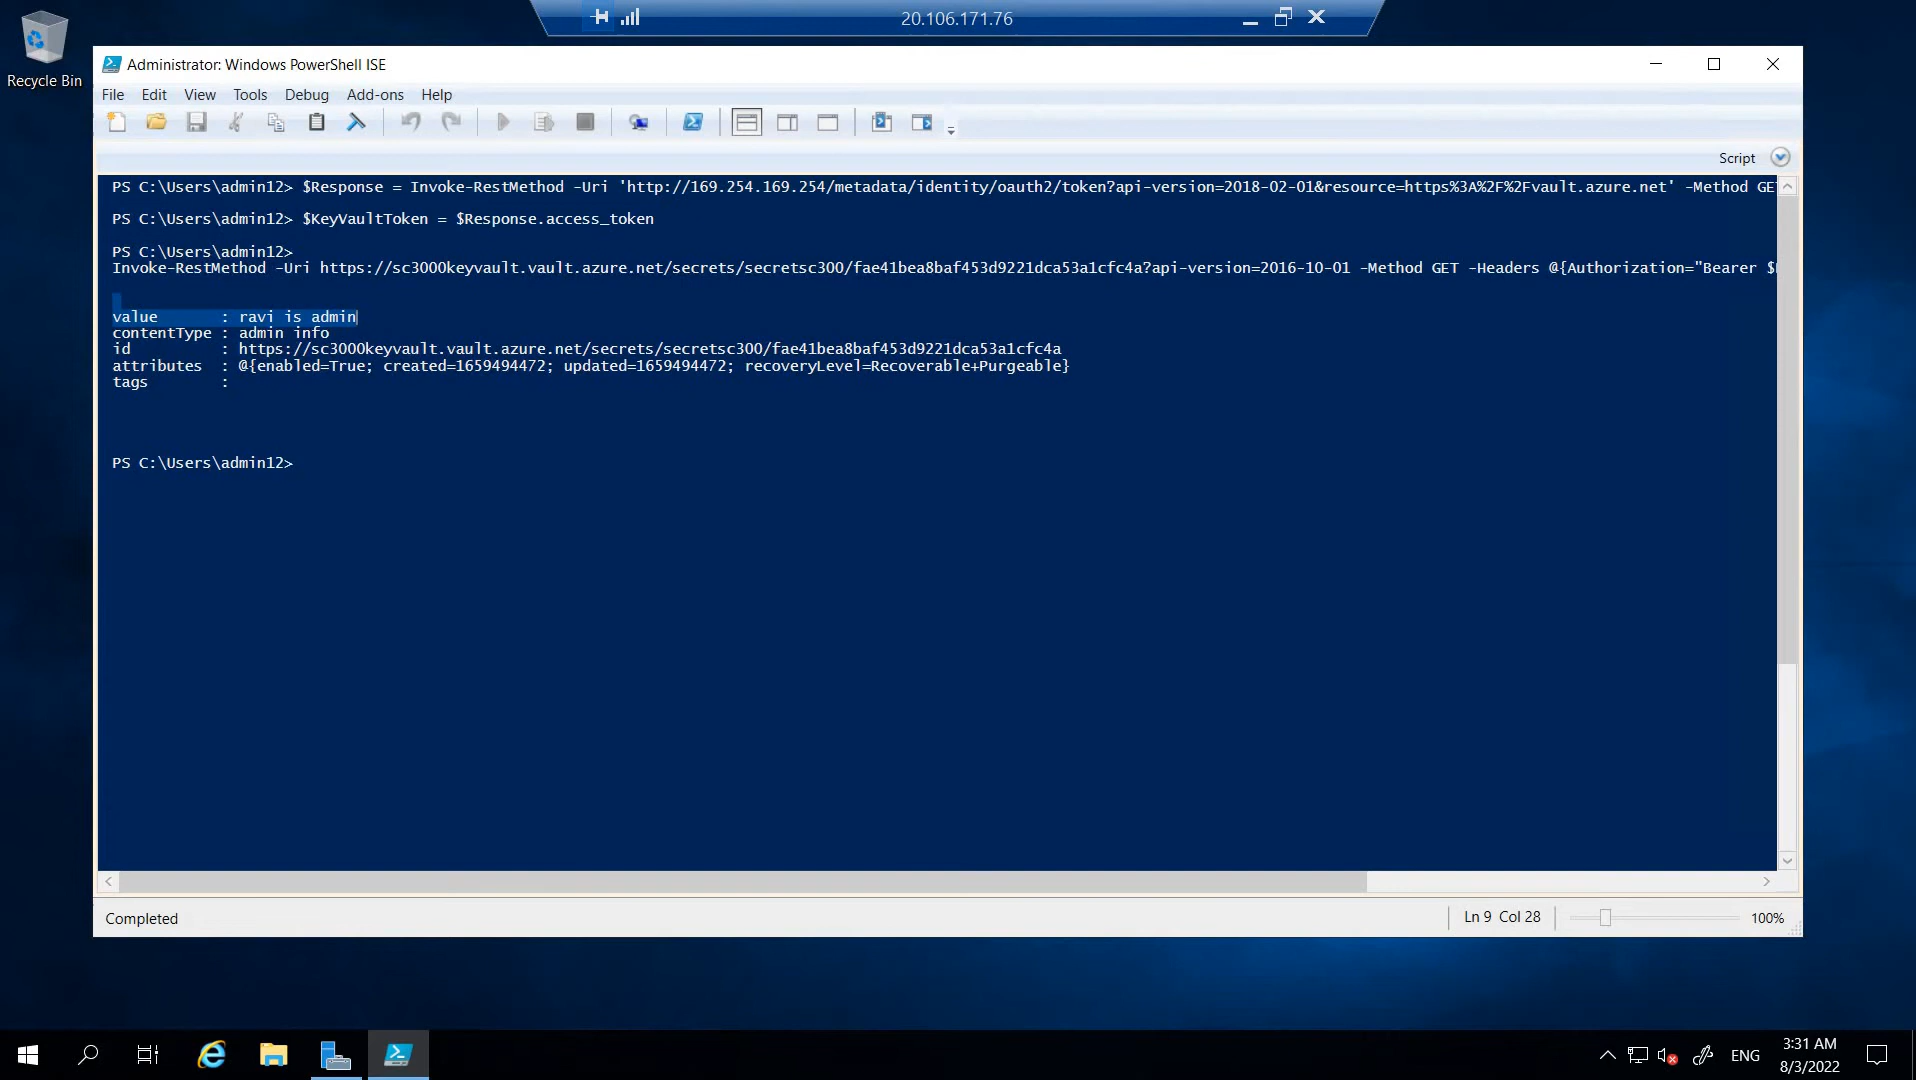 20.106.171.76
Recycle Bin
Administrator: Windows PowerShell ISE
File Edit View Tools Debug Add-ons Help
Script
PS C:\Users\admin12> $Response = Invoke-RestMethod -Uri 'http://169.254.169.254/metadata/identity/oauth2/token?api-version=2018-02-01&resource=https%3A%2F%2Fvault.azure.net' -Method GE
PS C:\Users\admin12> $KeyVaultToken = $Response.access_token
PS C:\Users\admin12>
Invoke-RestMethod -Uri https://sc3000keyvault.vault.azure.net/secrets/secretsc300/fae41bea8baf453d9221dca53a1cfc4a?api-version=2016-10-01 -Method GET -Headers @{Authorization="Bearer $
value : ravi is admin
contentType : admin info
id : https://sc3000keyvault.vault.azure.net/secrets/secretsc300/fae41bea8baf453d9221dca53a1cfc4a
attributes : @{enabled=True; created=1659494472; updated=1659494472; recoveryLevel=Recoverable+Purgeable}
tags :
PS C:\Users\admin12>
Completed
Ln 9 Col 28
100%
ENG
3:31 AM
8/3/2022